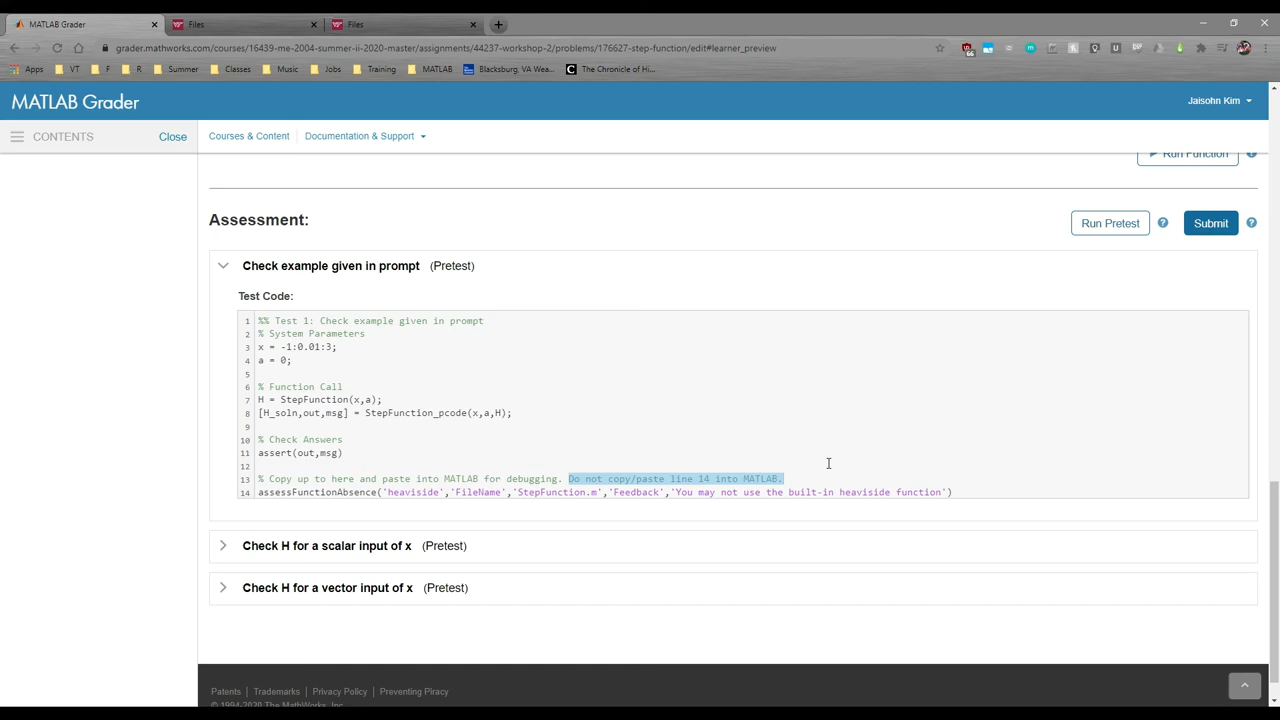 MATLAB Grader
Files
Files
grader.mathworks.com/courses/16439-me-2004-summer-ii-2020-master/assignments/44237-workshop-2/problems/176627-step-function/edit#learner_preview
66
Apps VT F R Summer Classes Music Jobs Training MATLAB Blacksburg, VA Wea... The Chronicle of Hi...
MATLAB Grader
Jaisohn Kim
CONTENTS Close
Courses & Content Documentation & Support
Run Function
Assessment:
Run Pretest
Submit
Check example given in prompt (Pretest)
Test Code:
1 %% Test 1: Check example given in prompt
2 % System Parameters
3 x = -1:0.01:3;
4 a = 0;
5
6 % Function Call
7 H = StepFunction(x,a);
8 [H_soln,out,msg] = StepFunction_pcode(x,a,H);
9
10 % Check Answers
11 assert(out,msg)
12
13 % Copy up to here and paste into MATLAB for debugging. Do not copy/paste line 14 into MATLAB.
14 assessFunctionAbsence('heaviside','FileName','StepFunction.m','Feedback','You may not use the built-in heaviside function')
Check H for a scalar input of x (Pretest)
Check H for a vector input of x (Pretest)
Patents Trademarks Privacy Policy Preventing Piracy
© 1994-2020 The MathWorks, Inc.